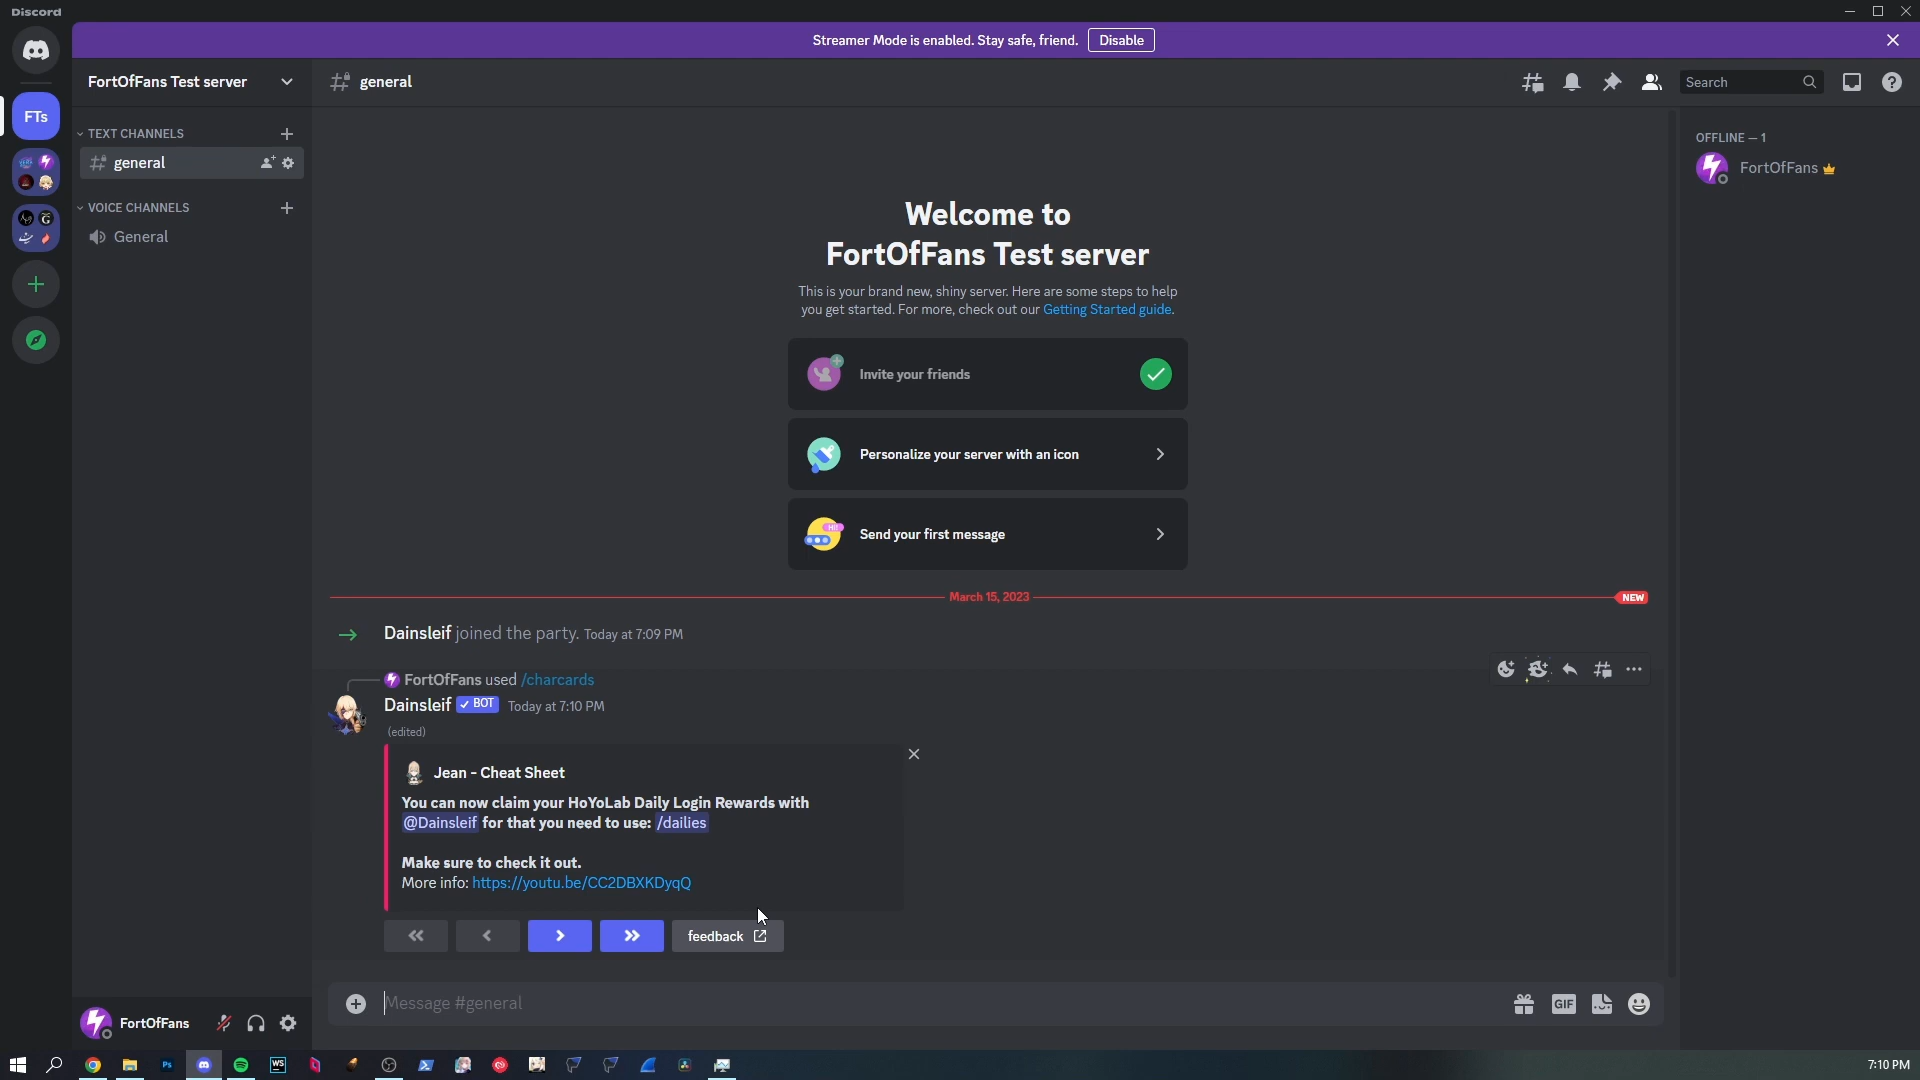 Discord
Streamer Mode is enabled. Stay safe, friend. Disable
FortOfFans Test server
general
Search
FTs
TEXT CHANNELS
general
VOICE CHANNELS
General
OFFLINE — 1
FortOfFans
Welcome to
FortOfFans Test server
This is your brand new, shiny server. Here are some steps to help
you get started. For more, check out our Getting Started guide.
Invite your friends
Personalize your server with an icon
Hi!
Send your first message
March 15, 2023
NEW
Dainsleif joined the party. Today at 7:09 PM
FortOfFans used /charcards
Dainsleif BOT Today at 7:10 PM
(edited)
Jean - Cheat Sheet
You can now claim your HoYoLab Daily Login Rewards with
@Dainsleif for that you need to use: /dailies
Make sure to check it out.
More info: https://youtu.be/CC2DBXKDyqQ
feedback
Message #general
GIF
FortOfFans
Ps
WS
7:10 PM